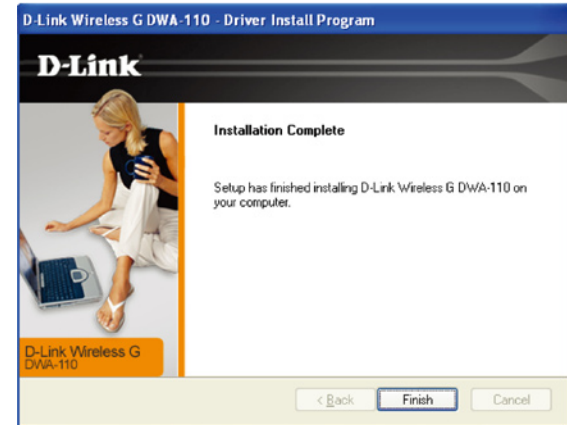 D-Link Wireless G DWA-110 - Driver Install Program
D-Link
Installation Complete
Setup has finished installing D-Link Wireless G DWA-110 on
your computer.
D-Link Wireless G
DWA-110
< Back
Finish
Cancel